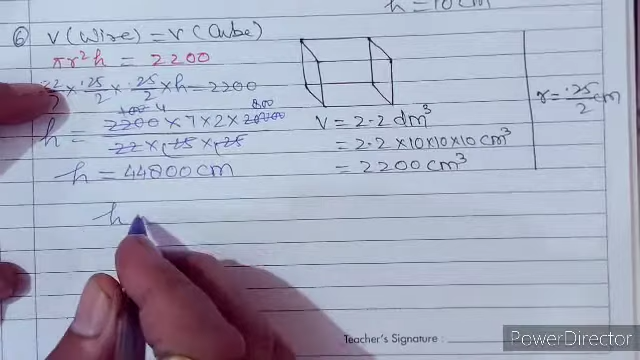 h = 10 cm
⑥ V(Wire) = V(Cube)
πr²h = 2200
22/7 × .25/2 × .25/2 × h = 2200
h = 2200 × 7 × 2 ×
22 × .25 × .25
h = 44800 cm
h
V = 2.2 dm³
= 2.2 × 10 × 10 × 10 cm³
= 2200 cm³
r = .25/2 cm
Teacher's Signature :
PowerDirector